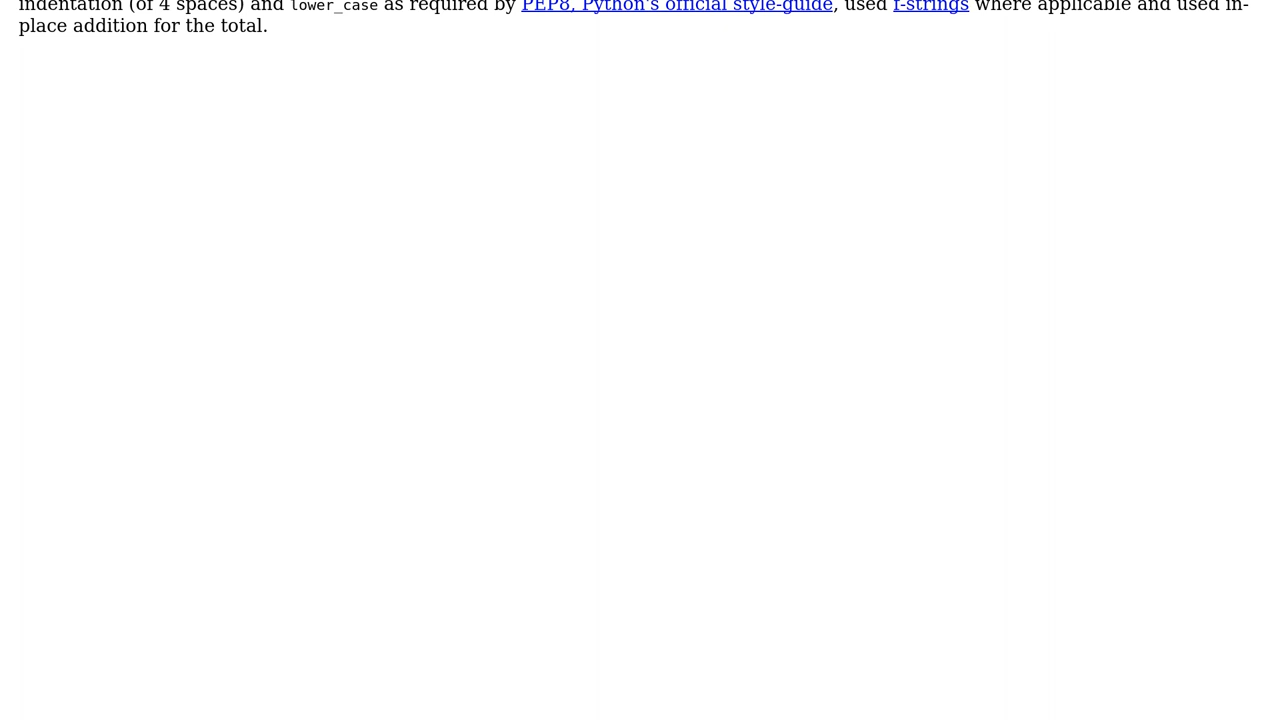 indentation (of 4 spaces) and lower_case as required by PEP8, Python's official style-guide, used f-strings where applicable and used in-
place addition for the total.